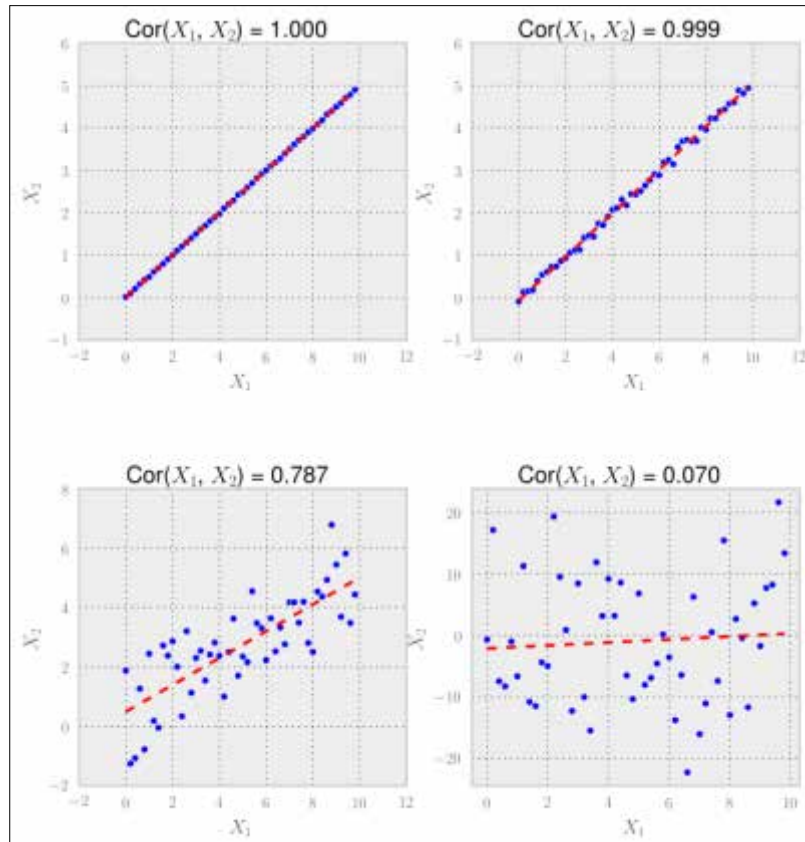 Cor(X₁, X₂) = 1.000
6
5
4
3
2
1
0
−1
X₂
−2 0 2 4 6 8 10 12
X₁
Cor(X₁, X₂) = 0.999
6
5
4
3
2
1
0
−1
X₂
−2 0 2 4 6 8 10 12
X₁
Cor(X₁, X₂) = 0.787
8
6
4
2
0
−2
X₂
−2 0 2 4 6 8 10 12
X₁
Cor(X₁, X₂) = 0.070
20
10
0
−10
−20
X₂
0 2 4 6 8 10
X₁